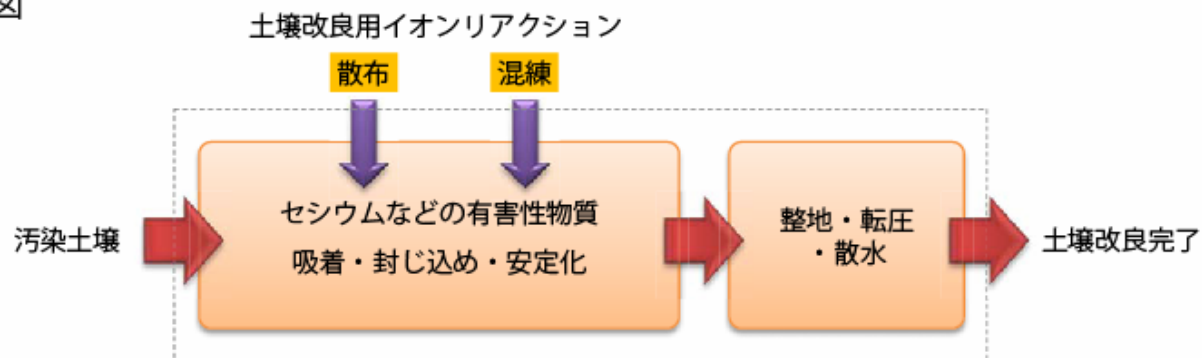 図
土壌改良用イオンリアクション
散布
混練
汚染土壌
セシウムなどの有害性物質
吸着・封じ込め・安定化
整地・転圧
・散水
土壌改良完了